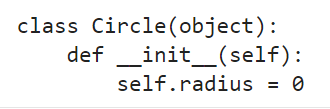 class Circle(object):
    def __init__(self):
        self.radius = 0